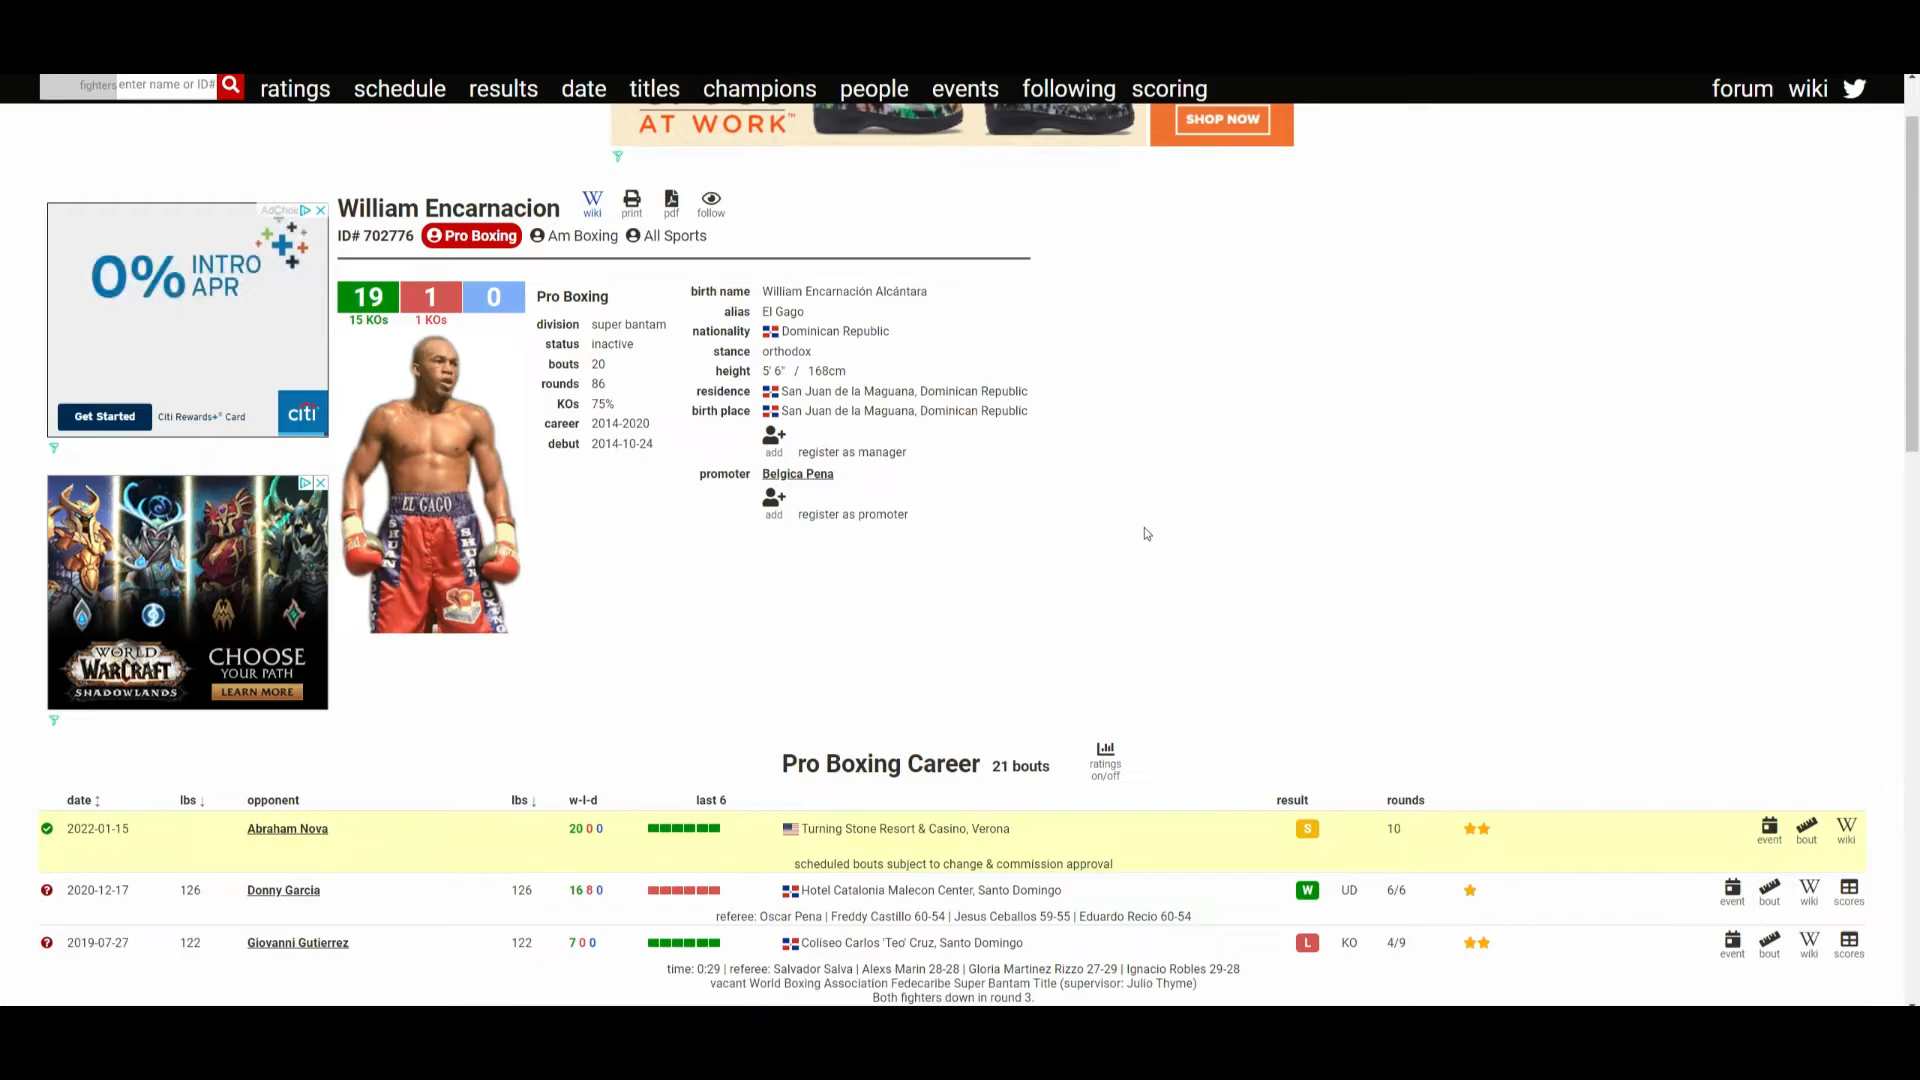 fighters enter name or ID# ratings schedule results date titles champions people events following scoring forum wiki
AT WORK™ SHOP NOW
AdChoic
0% INTRO APR
Get Started Citi Rewards+® Card citi
WORLD WARCRAFT SHADOWLANDS
CHOOSE YOUR PATH
LEARN MORE
William Encarnacion W wiki print pdf follow
ID# 702776 Pro Boxing Am Boxing All Sports
19 1 0
15 KOs 1 KOs
EL GAGO
SHUAN
SHUAN BOXING
Pro Boxing
division super bantam
status inactive
bouts 20
rounds 86
KOs 75%
career 2014-2020
debut 2014-10-24
birth name William Encarnación Alcántara
alias El Gago
nationality Dominican Republic
stance orthodox
height 5' 6" / 168cm
residence San Juan de la Maguana, Dominican Republic
birth place San Juan de la Maguana, Dominican Republic
add register as manager
promoter Belgica Pena
add register as promoter
Pro Boxing Career 21 bouts ratings on/off
date lbs opponent lbs w-l-d last 6 result rounds
2022-01-15 Abraham Nova 20 0 0 Turning Stone Resort & Casino, Verona S 10 event bout W wiki
scheduled bouts subject to change & commission approval
2020-12-17 126 Donny Garcia 126 16 8 0 Hotel Catalonia Malecon Center, Santo Domingo W UD 6/6 event bout W wiki scores
referee: Oscar Pena | Freddy Castillo 60-54 | Jesus Ceballos 59-55 | Eduardo Recio 60-54
2019-07-27 122 Giovanni Gutierrez 122 7 0 0 Coliseo Carlos 'Teo' Cruz, Santo Domingo L KO 4/9 event bout W wiki scores
time: 0:29 | referee: Salvador Salva | Alexs Marin 28-28 | Gloria Martinez Rizzo 27-29 | Ignacio Robles 29-28
vacant World Boxing Association Fedecaribe Super Bantam Title (supervisor: Julio Thyme)
Both fighters down in round 3.